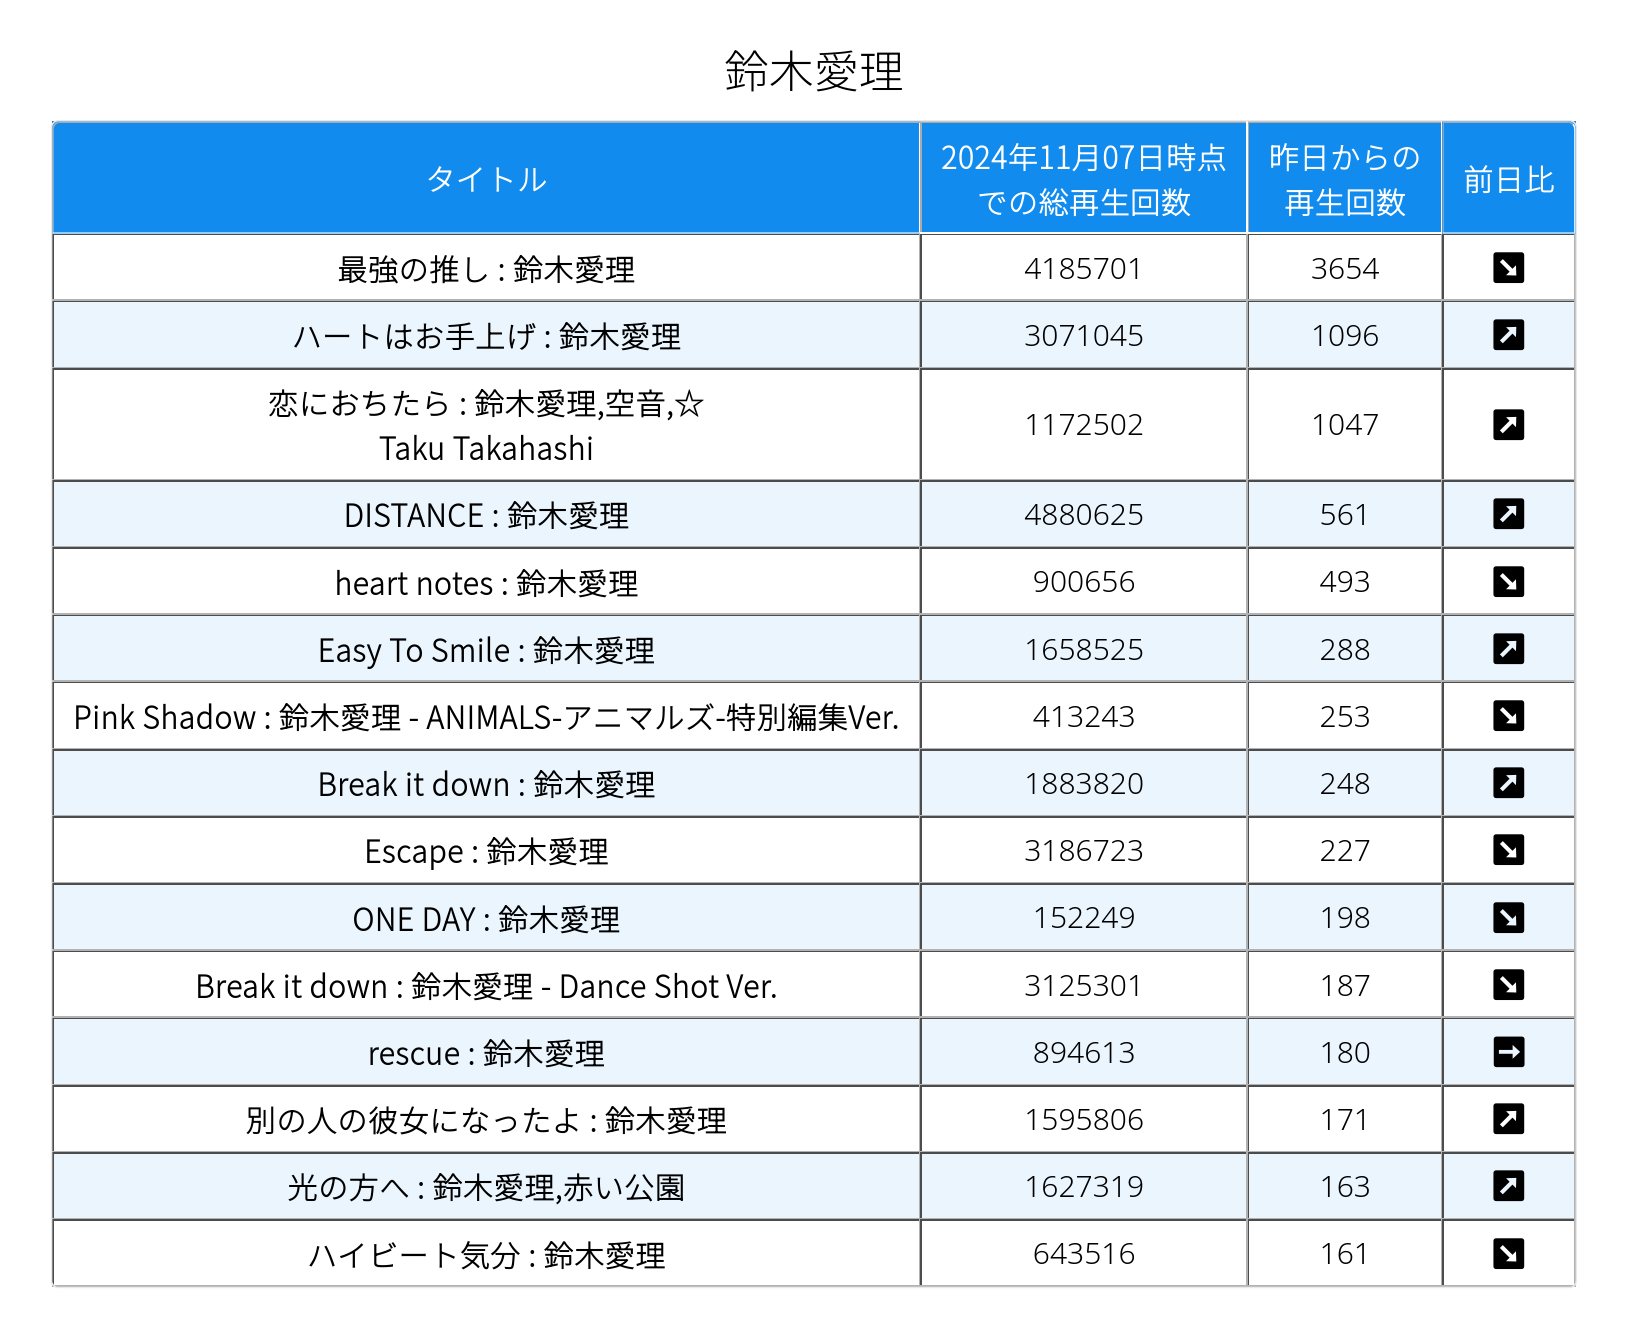 鈴木愛理
タイトル
2024年11月07日時点
での総再生回数
昨日からの
再生回数
前日比
最強の推し : 鈴木愛理 4185701 3654
ハートはお手上げ : 鈴木愛理 3071045 1096
恋におちたら : 鈴木愛理,空音,☆
Taku Takahashi 1172502 1047
DISTANCE : 鈴木愛理 4880625 561
heart notes : 鈴木愛理 900656 493
Easy To Smile : 鈴木愛理 1658525 288
Pink Shadow : 鈴木愛理 - ANIMALS-アニマルズ-特別編集Ver. 413243 253
Break it down : 鈴木愛理 1883820 248
Escape : 鈴木愛理 3186723 227
ONE DAY : 鈴木愛理 152249 198
Break it down : 鈴木愛理 - Dance Shot Ver. 3125301 187
rescue : 鈴木愛理 894613 180
別の人の彼女になったよ : 鈴木愛理 1595806 171
光の方へ : 鈴木愛理,赤い公園 1627319 163
ハイビート気分 : 鈴木愛理 643516 161